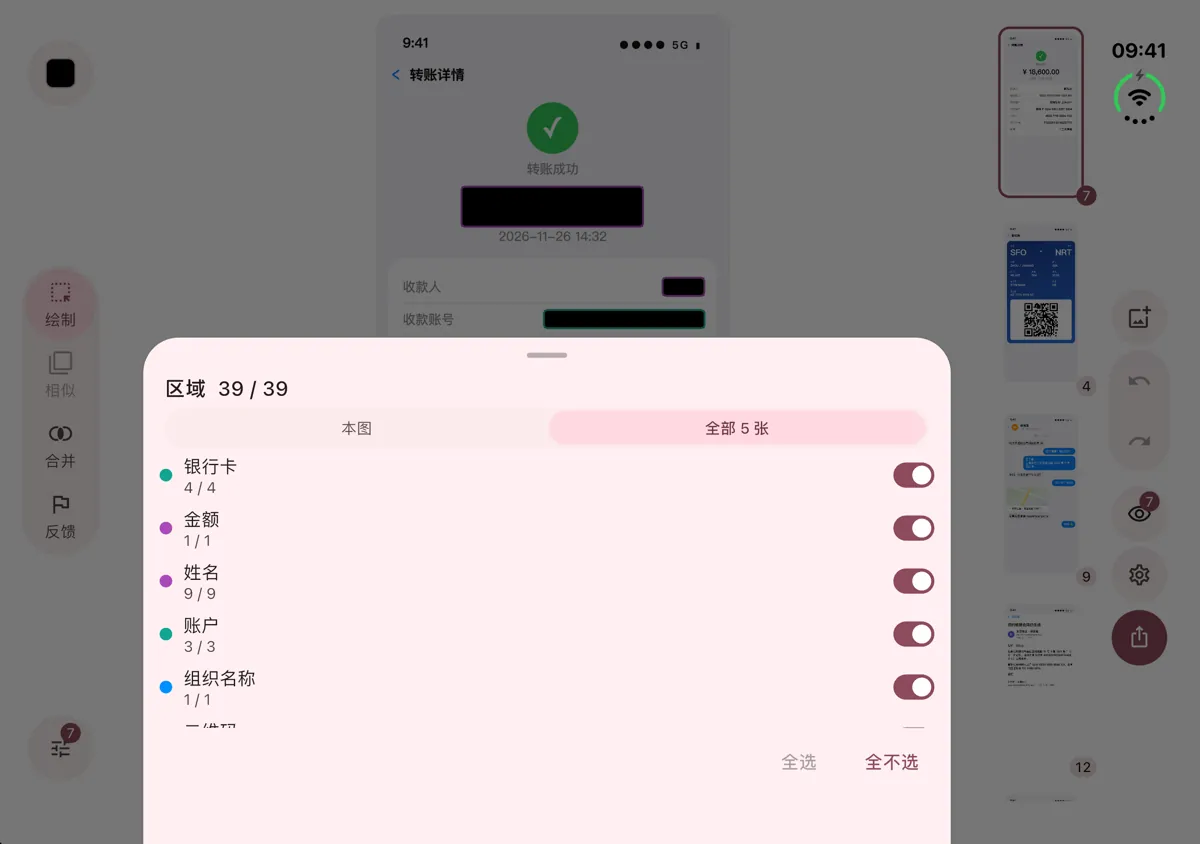 9:41
5G
转账详情
转账成功
2026-11-26 14:32
收款人
收款账号
绘制
相似
合并
反馈
7
区域 39 / 39
本图
全部 5 张
银行卡
4 / 4
金额
1 / 1
姓名
9 / 9
账户
3 / 3
组织名称
1 / 1
全选
全不选
09:41
¥ 16,600.00
7
SFO
NRT
4
9
12
7